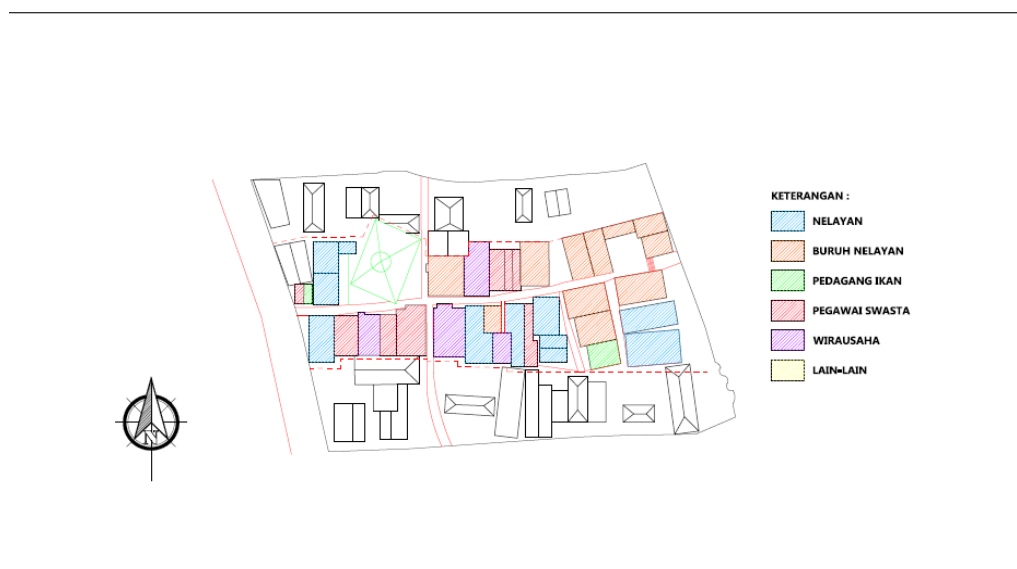 KETERANGAN :
NELAYAN
BURUH NELAYAN
PEDAGANG IKAN
PEGAWAI SWASTA
WIRAUSAHA
LAIN-LAIN
N